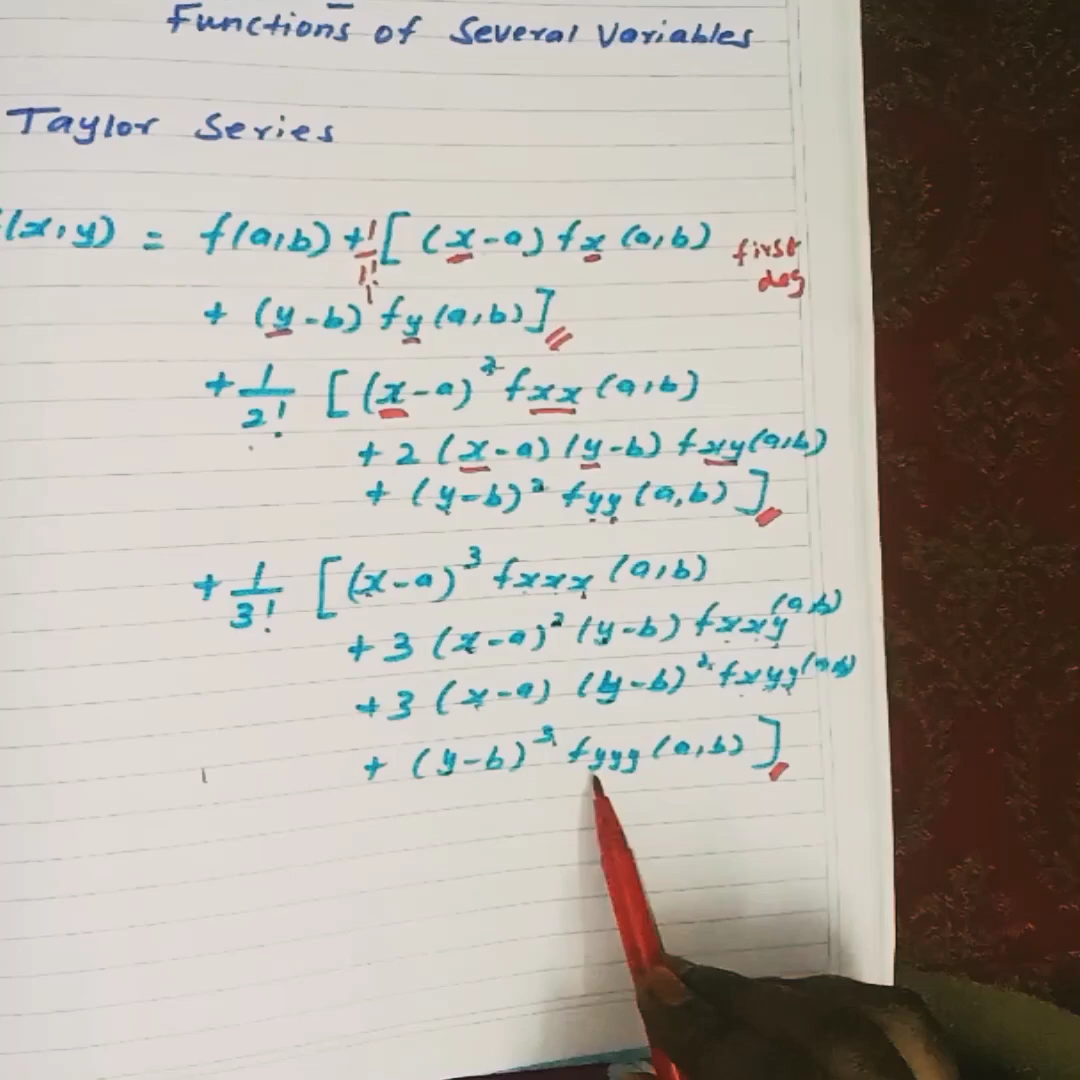 Functions of Several Variables
Taylor Series
f(x,y) = f(a,b) + 1/1! [ (x-a) fx (a,b) first deg
+ (y-b) fy (a,b) ]
+ 1/2! [ (x-a)² fxx (a,b)
+ 2 (x-a) (y-b) fxy (a,b)
+ (y-b)² fyy (a,b) ]
+ 1/3! [ (x-a)³ fxxx (a,b)
+ 3 (x-a)² (y-b) fxxy (a,b)
+ 3 (x-a) (y-b)² fxyy (a,b)
+ (y-b)³ fyyy (a,b) ]